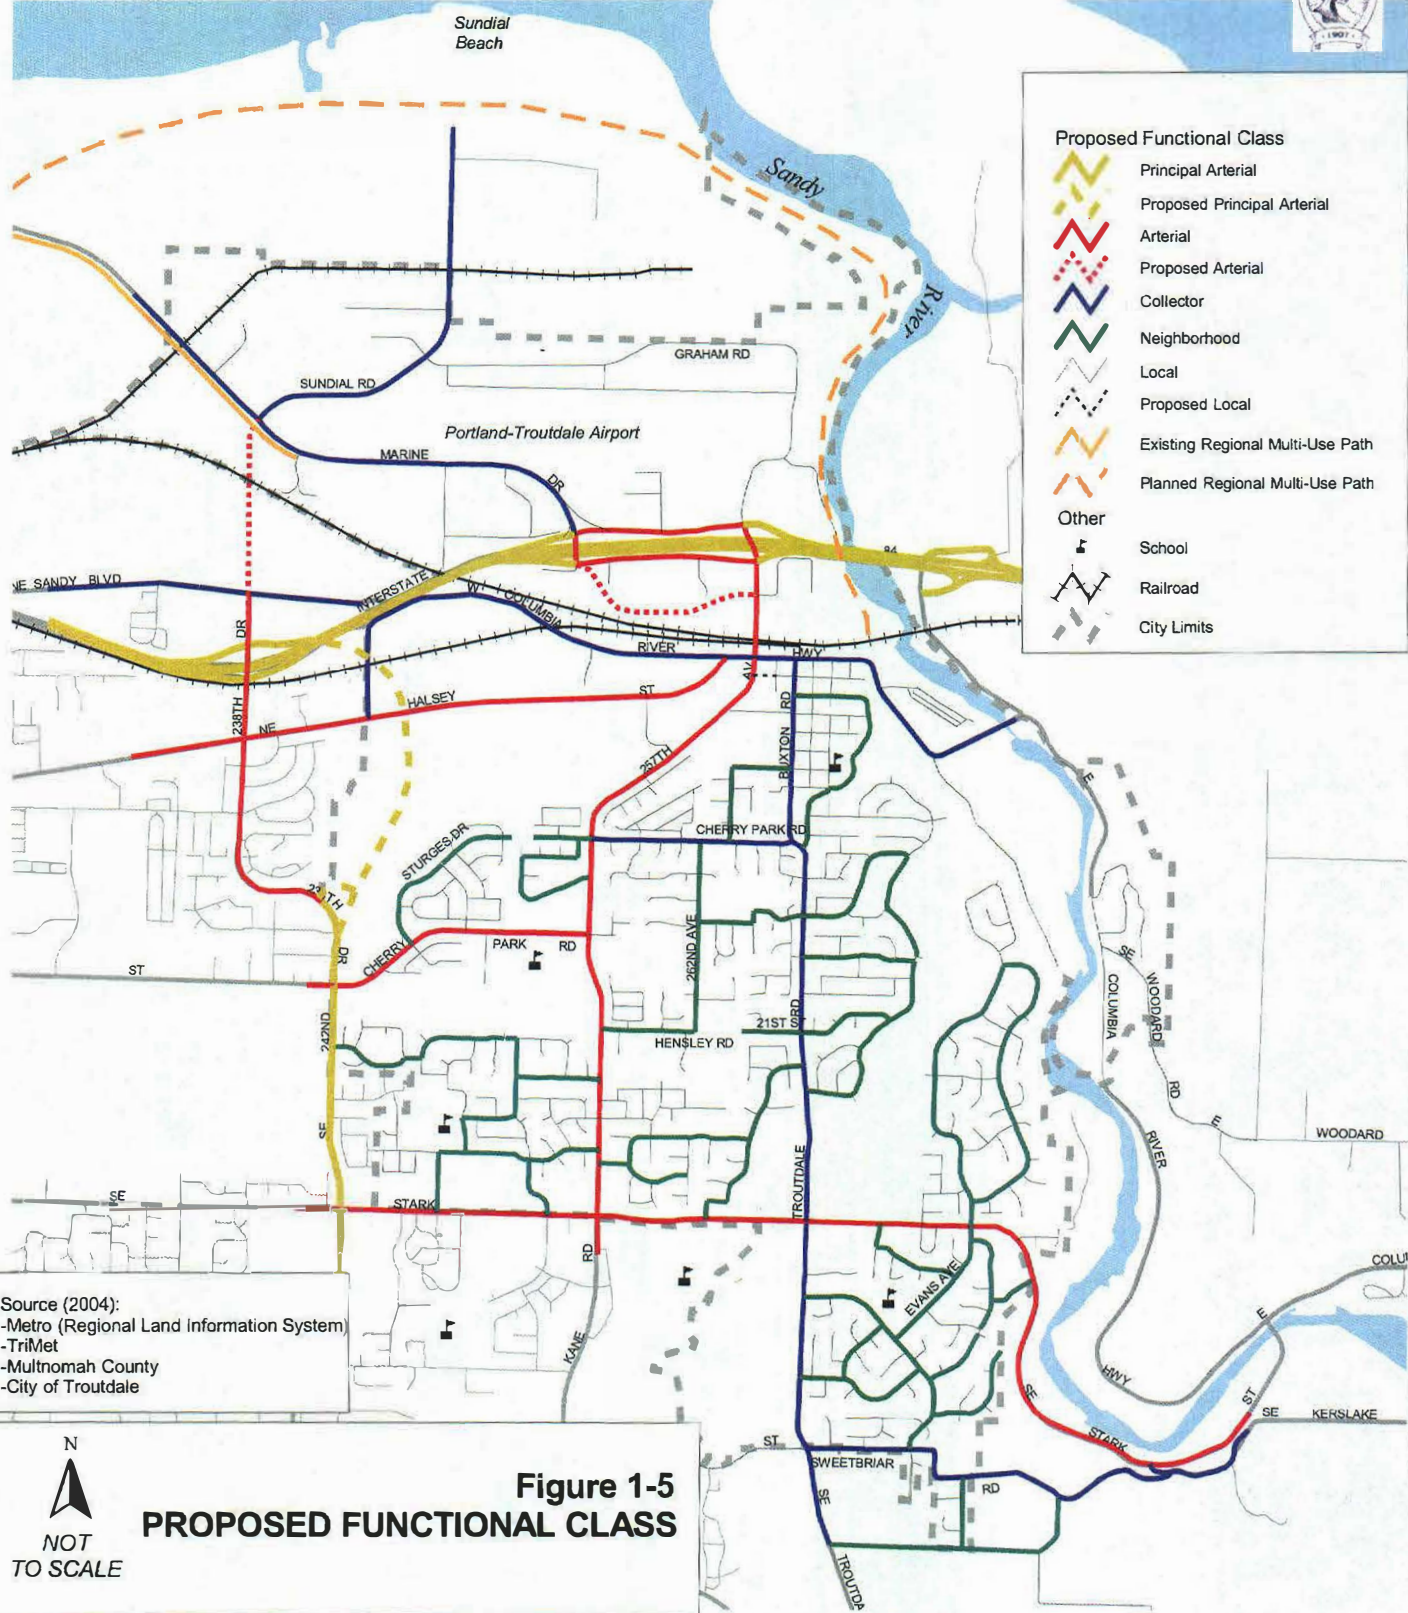 Sundial
Beach
1907
Proposed Functional Class
Principal Arterial
Proposed Principal Arterial
Arterial
Proposed Arterial
Collector
Neighborhood
Local
Proposed Local
Existing Regional Multi-Use Path
Planned Regional Multi-Use Path
Other
School
Railroad
City Limits
Sandy
River
GRAHAM RD
SUNDIAL RD
Portland-Troutdale Airport
MARINE
DR
84
NE SANDY BLVD
INTERSTATE
W
COLUMBIA
RIVER
HWY
DR
238TH
NE
HALSEY
ST
AV
257TH
BUXTON
RD
CHERRY PARK RD
STURGES DR
DR
CHERRY
PARK
RD
262ND AVE
ST
242ND
SE
HENSLEY RD
21ST ST
RD
TROUTDALE
E
SE
WOODARD
COLUMBIA
RD
E
WOODARD
RIVER
SE
STARK
RD
KANE
EVANS AVE
COLU
E
HWY
SE
STARK
ST
SE
KERSLAKE
ST
SWEETBRIAR
RD
SE
TROUTDA
Source (2004):
-Metro (Regional Land Information System)
-TriMet
-Multnomah County
-City of Troutdale
N
NOT
TO SCALE
Figure 1-5
PROPOSED FUNCTIONAL CLASS